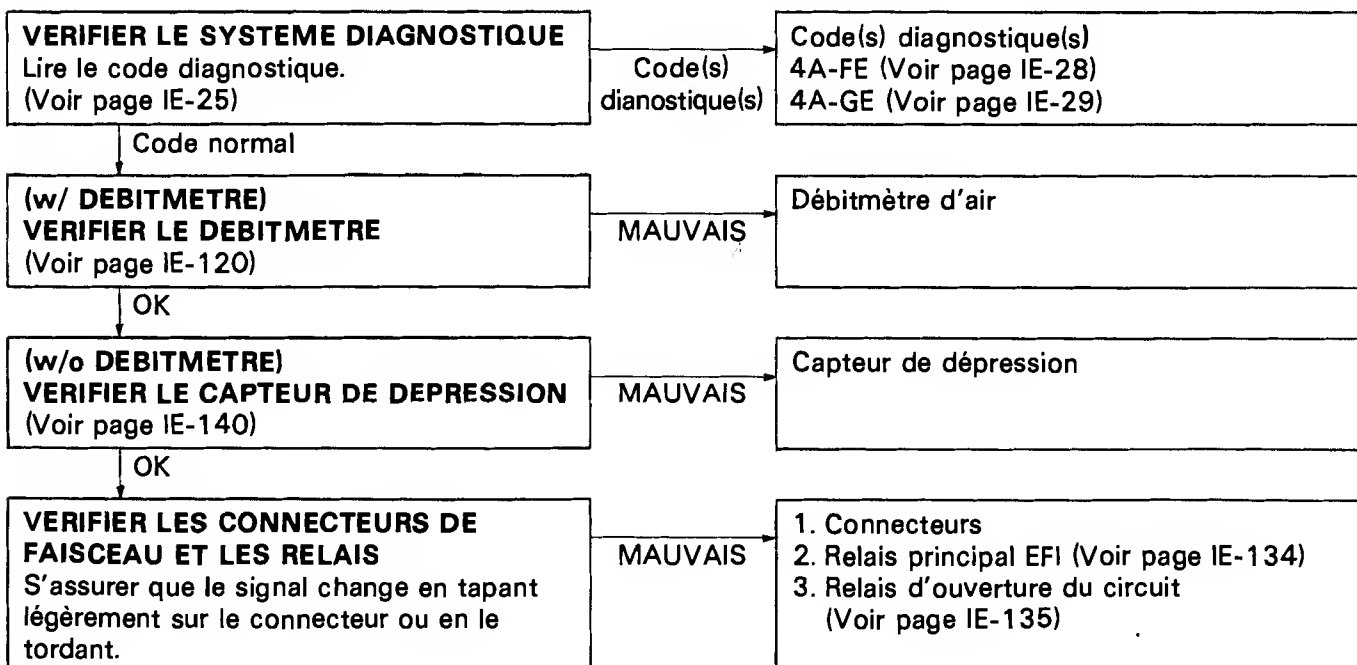 VERIFIER LE SYSTEME DIAGNOSTIQUE
Lire le code diagnostique.
(Voir page IE-25)
Code(s)
dianostique(s)
Code(s) diagnostique(s)
4A-FE (Voir page IE-28)
4A-GE (Voir page IE-29)
Code normal
(w/ DEBITMETRE)
VERIFIER LE DEBITMETRE
(Voir page IE-120)
MAUVAIS
Débitmètre d'air
OK
(w/o DEBITMETRE)
VERIFIER LE CAPTEUR DE DEPRESSION
(Voir page IE-140)
MAUVAIS
Capteur de dépression
OK
VERIFIER LES CONNECTEURS DE
FAISCEAU ET LES RELAIS
S'assurer que le signal change en tapant
légèrement sur le connecteur ou en le
tordant.
MAUVAIS
1. Connecteurs
2. Relais principal EFI (Voir page IE-134)
3. Relais d'ouverture du circuit
(Voir page IE-135)